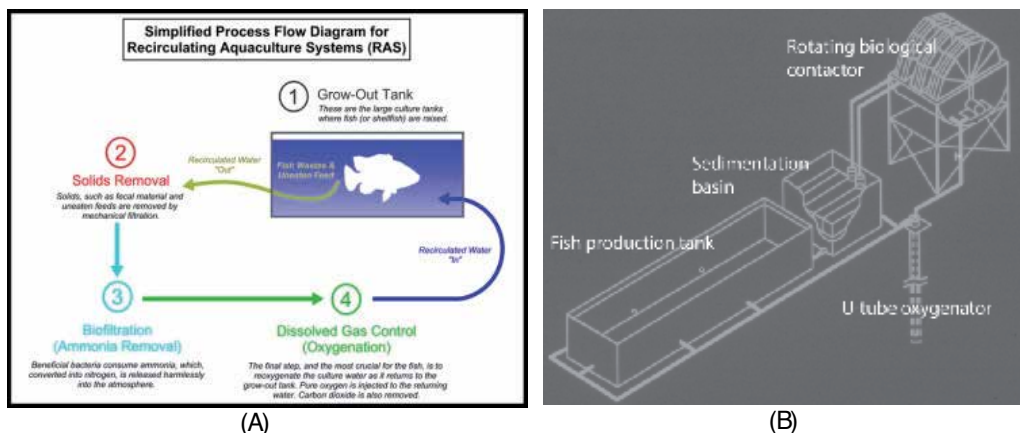 Simplified Process Flow Diagram for
Recirculating Aquaculture Systems (RAS)
1
Grow-Out Tank
These are the large culture tanks
where fish (or shellfish) are raised.
Recirculated Water
"Out"
Fish Wastes &
Uneaten Feed
2
Solids Removal
Solids, such as fecal material and
uneaten feeds are removed by
mechanical filtration.
Recirculated Water
"In"
3
Biofiltration
(Ammonia Removal)
Beneficial bacteria consume ammonia, which,
converted into nitrogen, is released harmlessly
into the atmosphere.
4
Dissolved Gas Control
(Oxygenation)
The final step, and the most crucial for the fish, is to
reoxygenate the culture water as it returns to the
grow-out tank. Pure oxygen is injected to the returning
water. Carbon dioxide is also removed.
(A)
Rotating biological
contactor
Sedimentation
basin
Fish production tank
U-tube oxygenator
(B)